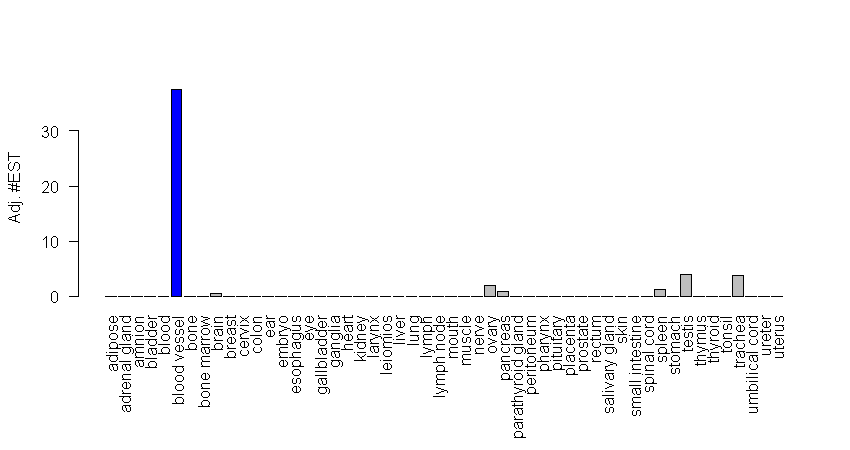 Adj. #EST
30
20
10
0
adipose
adrenal gland
amnion
bladder
blood
blood vessel
bone
bone marrow
brain
breast
cervix
colon
ear
embryo
esophagus
eye
gallbladder
ganglia
heart
kidney
larynx
leiomios
liver
lung
lymph
lymph node
mouth
muscle
nerve
ovary
pancreas
parathyroid gland
peritoneum
pharynx
pituitary
placenta
prostate
rectum
salivary gland
skin
small intestine
spinal cord
spleen
stomach
testis
thymus
thyroid
tonsil
trachea
umbilical cord
ureter
uterus